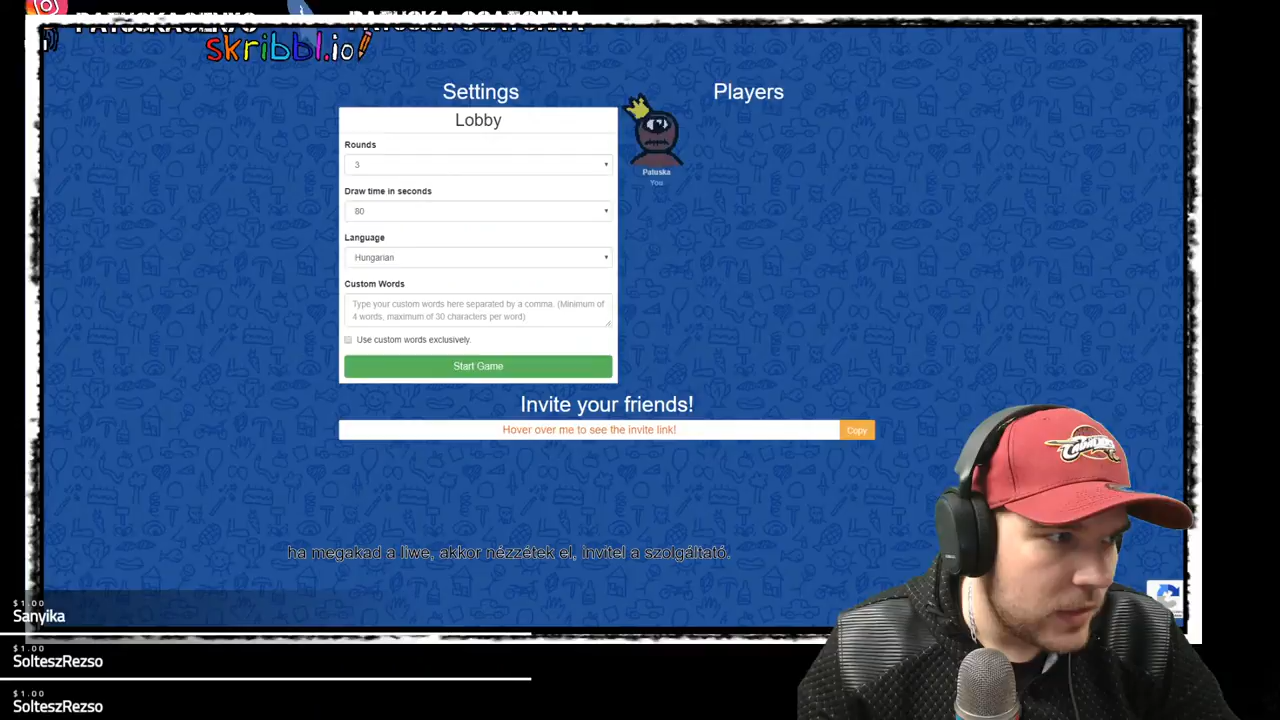 skribbl.io!
Settings
Players
Lobby
Rounds
3
Draw time in seconds
80
Language
Hungarian
Custom Words
Type your custom words here separated by a comma. (Minimum of
4 words, maximum of 30 characters per word)
Use custom words exclusively.
Start Game
Patuska
You
Invite your friends!
Hover over me to see the invite link!
Copy
ha megakad a liwe, akkor nézzétek el, invitel a szolgáltató.
$1.00
Sanyika
$1.00
SolteszRezso
$1.00
SolteszRezso